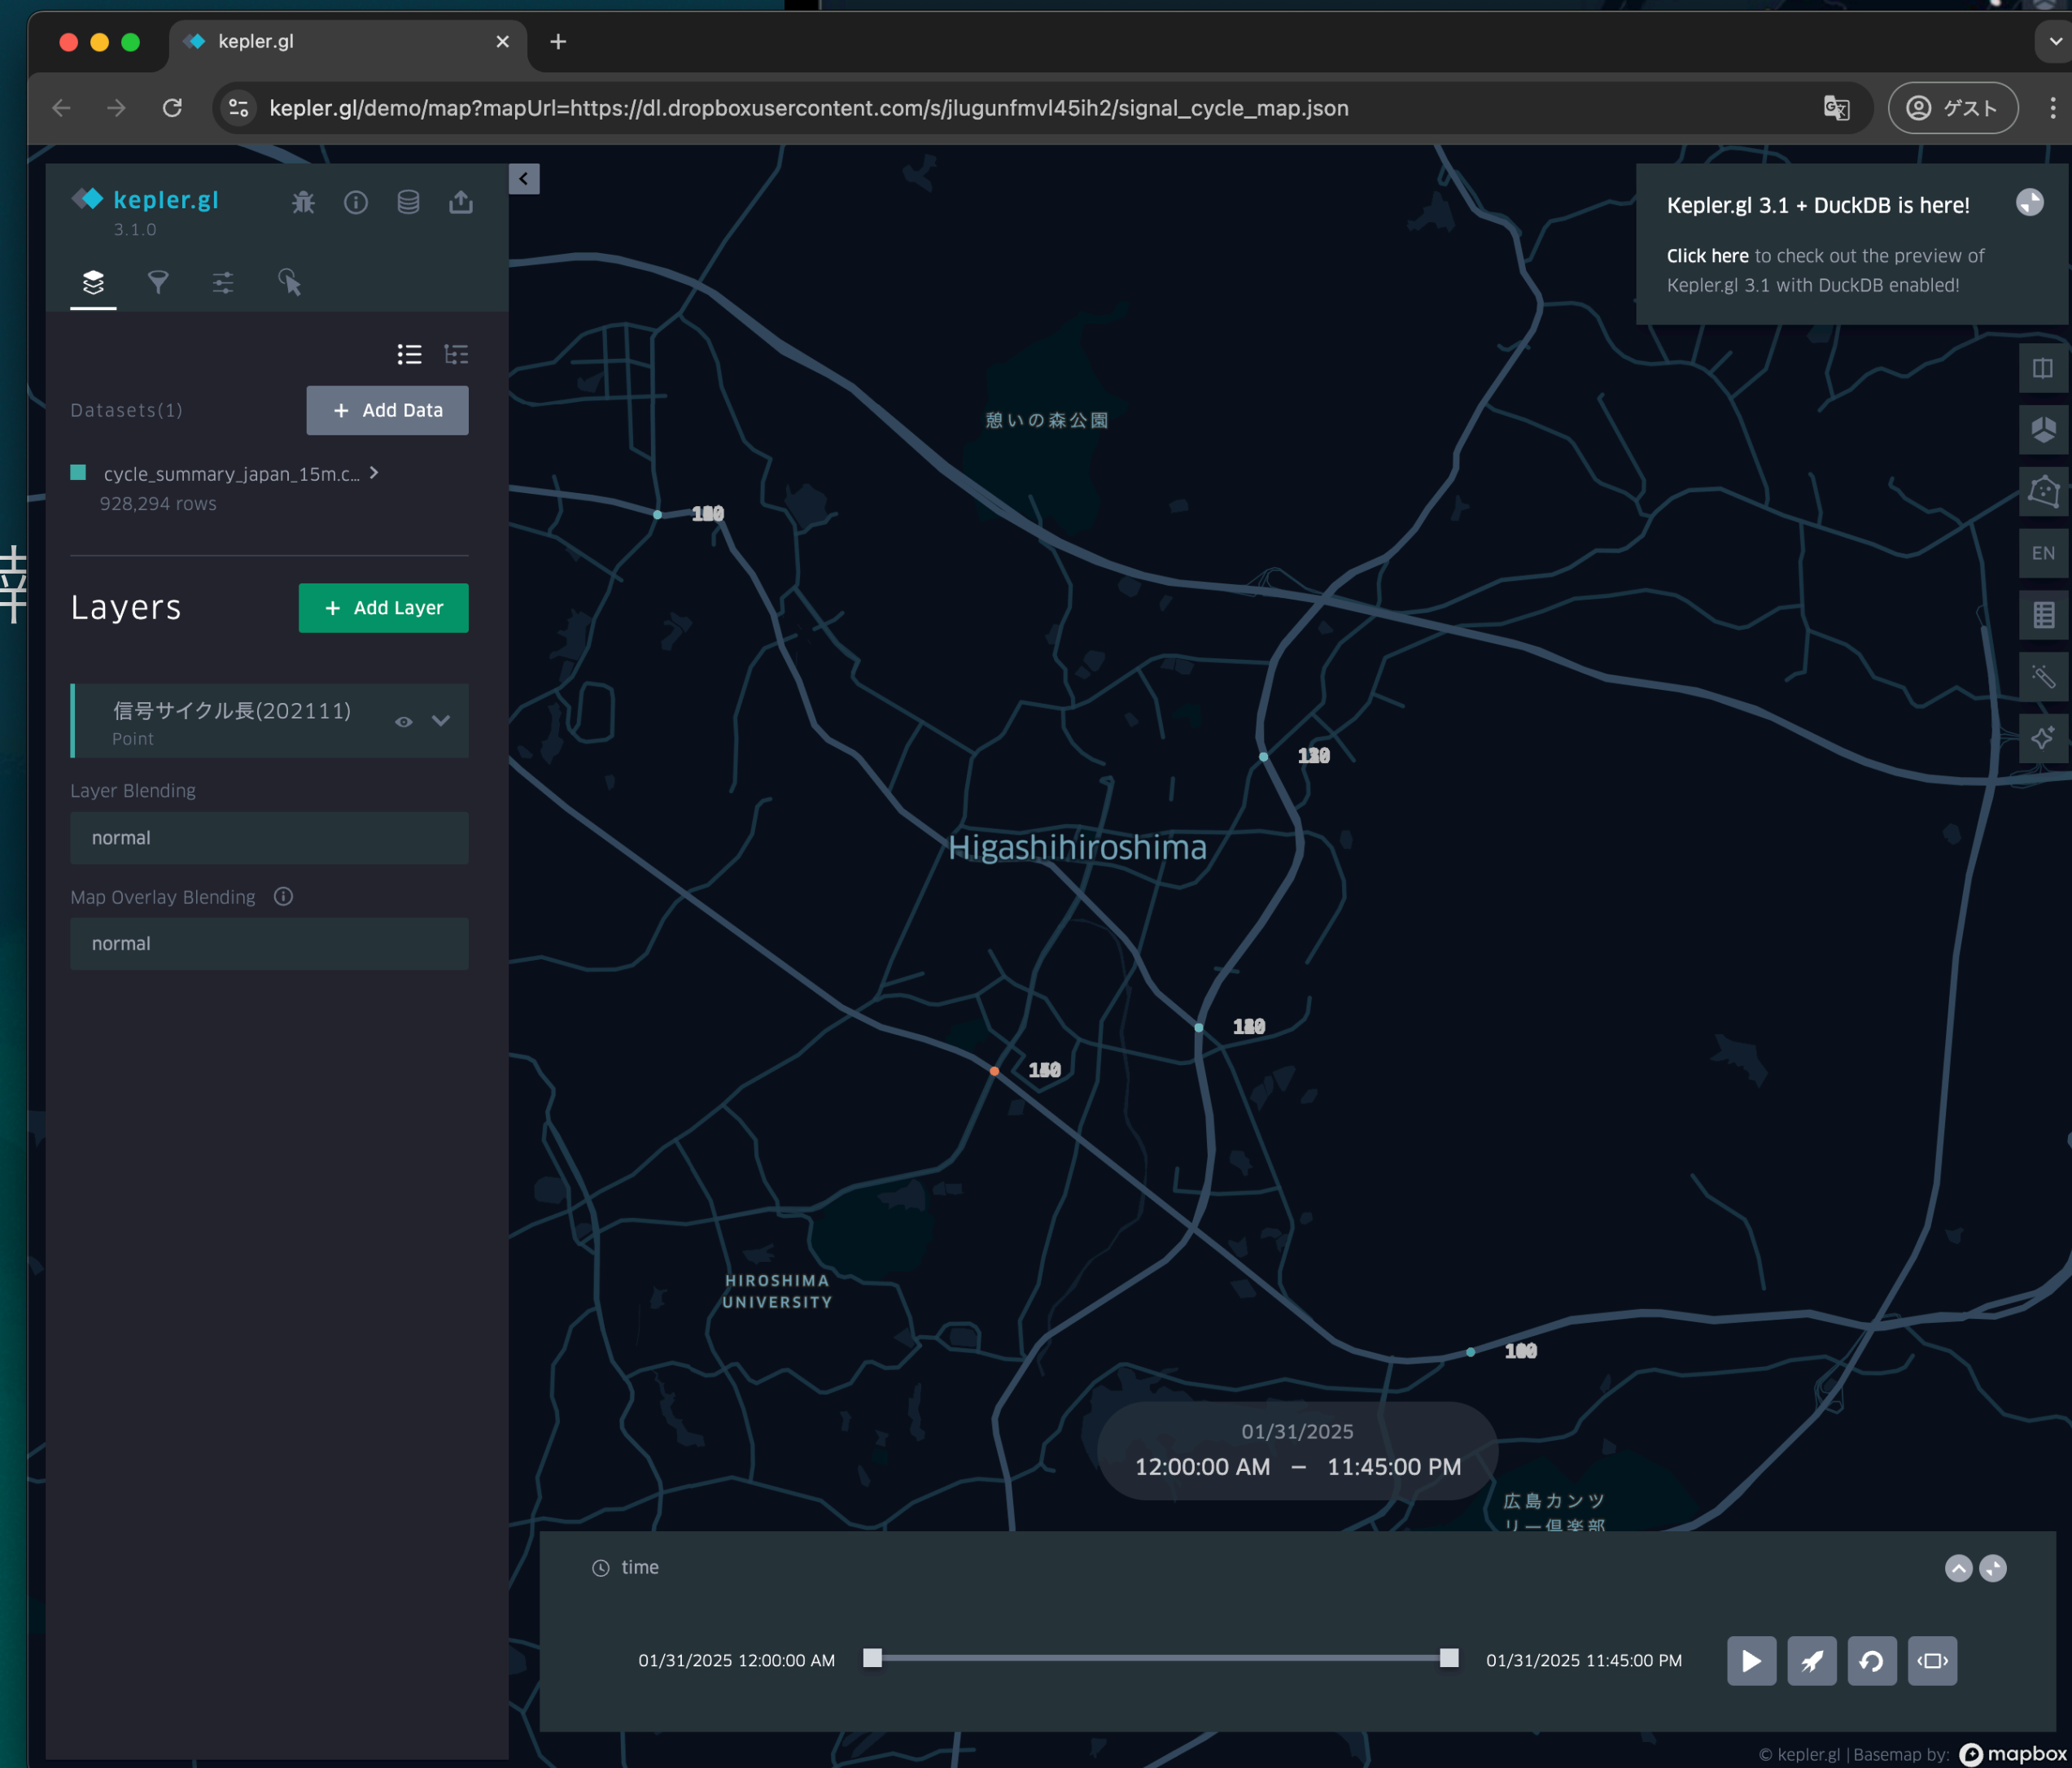 kepler.gl
kepler.gl/demo/map?mapUrl=https://dl.dropboxusercontent.com/s/jlugunfmvl45ih2/signal_cycle_map.json
ゲスト
kepler.gl
3.1.0
Kepler.gl 3.1 + DuckDB is here!
Click here to check out the preview of
Kepler.gl 3.1 with DuckDB enabled!
Datasets(1)
+ Add Data
cycle_summary_japan_15m.c...
928,294 rows
Layers
+ Add Layer
信号サイクル長(202111)
Point
Layer Blending
normal
Map Overlay Blending
normal
憩いの森公園
EN
Higashihiroshima
HIROSHIMA
UNIVERSITY
01/31/2025
12:00:00 AM – 11:45:00 PM
広島カンツ
リー倶楽部
time
01/31/2025 12:00:00 AM
01/31/2025 11:45:00 PM
© kepler.gl | Basemap by: mapbox